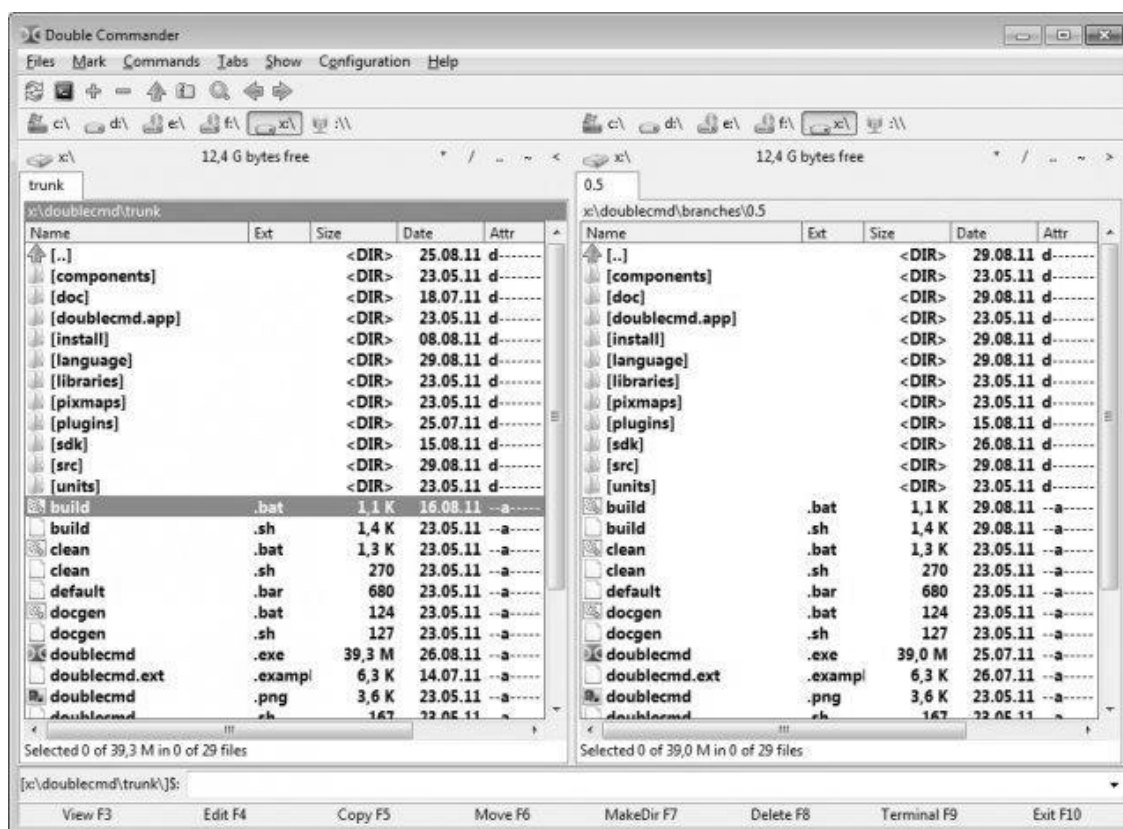 Double Commander
Files Mark Commands Tabs Show Configuration Help
c:\ d:\ e:\ f:\ x:\ :\\ c:\ d:\ e:\ f:\ x:\ :\\
x:\ 12,4 G bytes free * / .. ~ < x:\ 12,4 G bytes free * / .. ~ >
trunk 0.5
x:\doublecmd\trunk x:\doublecmd\branches\0.5
Name Ext Size Date Attr Name Ext Size Date Attr
[..] <DIR> 25.08.11 d------- [..] <DIR> 29.08.11 d-------
[components] <DIR> 23.05.11 d------- [components] <DIR> 23.05.11 d-------
[doc] <DIR> 18.07.11 d------- [doc] <DIR> 29.08.11 d-------
[doublecmd.app] <DIR> 23.05.11 d------- [doublecmd.app] <DIR> 23.05.11 d-------
[install] <DIR> 08.08.11 d------- [install] <DIR> 29.08.11 d-------
[language] <DIR> 29.08.11 d------- [language] <DIR> 29.08.11 d-------
[libraries] <DIR> 23.05.11 d------- [libraries] <DIR> 23.05.11 d-------
[pixmaps] <DIR> 23.05.11 d------- [pixmaps] <DIR> 23.05.11 d-------
[plugins] <DIR> 25.07.11 d------- [plugins] <DIR> 15.08.11 d-------
[sdk] <DIR> 15.08.11 d------- [sdk] <DIR> 26.08.11 d-------
[src] <DIR> 29.08.11 d------- [src] <DIR> 29.08.11 d-------
[units] <DIR> 23.05.11 d------- [units] <DIR> 23.05.11 d-------
build .bat 1,1 K 16.08.11 --a----- build .bat 1,1 K 29.08.11 --a-----
build .sh 1,4 K 23.05.11 --a----- build .sh 1,4 K 29.08.11 --a-----
clean .bat 1,3 K 23.05.11 --a----- clean .bat 1,3 K 23.05.11 --a-----
clean .sh 270 23.05.11 --a----- clean .sh 270 23.05.11 --a-----
default .bar 680 23.05.11 --a----- default .bar 680 23.05.11 --a-----
docgen .bat 124 23.05.11 --a----- docgen .bat 124 23.05.11 --a-----
docgen .sh 127 23.05.11 --a----- docgen .sh 127 23.05.11 --a-----
doublecmd .exe 39,3 M 26.08.11 --a----- doublecmd .exe 39,0 M 25.07.11 --a-----
doublecmd.ext .exampl 6,3 K 14.07.11 --a----- doublecmd.ext .exampl 6,3 K 26.07.11 --a-----
doublecmd .png 3,6 K 23.05.11 --a----- doublecmd .png 3,6 K 23.05.11 --a-----
doublecmd .sh 167 23.05.11 --a----- doublecmd .sh 167 23.05.11 --a-----
Selected 0 of 39,3 M in 0 of 29 files Selected 0 of 39,0 M in 0 of 29 files
[x:\doublecmd\trunk\]$:
View F3 Edit F4 Copy F5 Move F6 MakeDir F7 Delete F8 Terminal F9 Exit F10